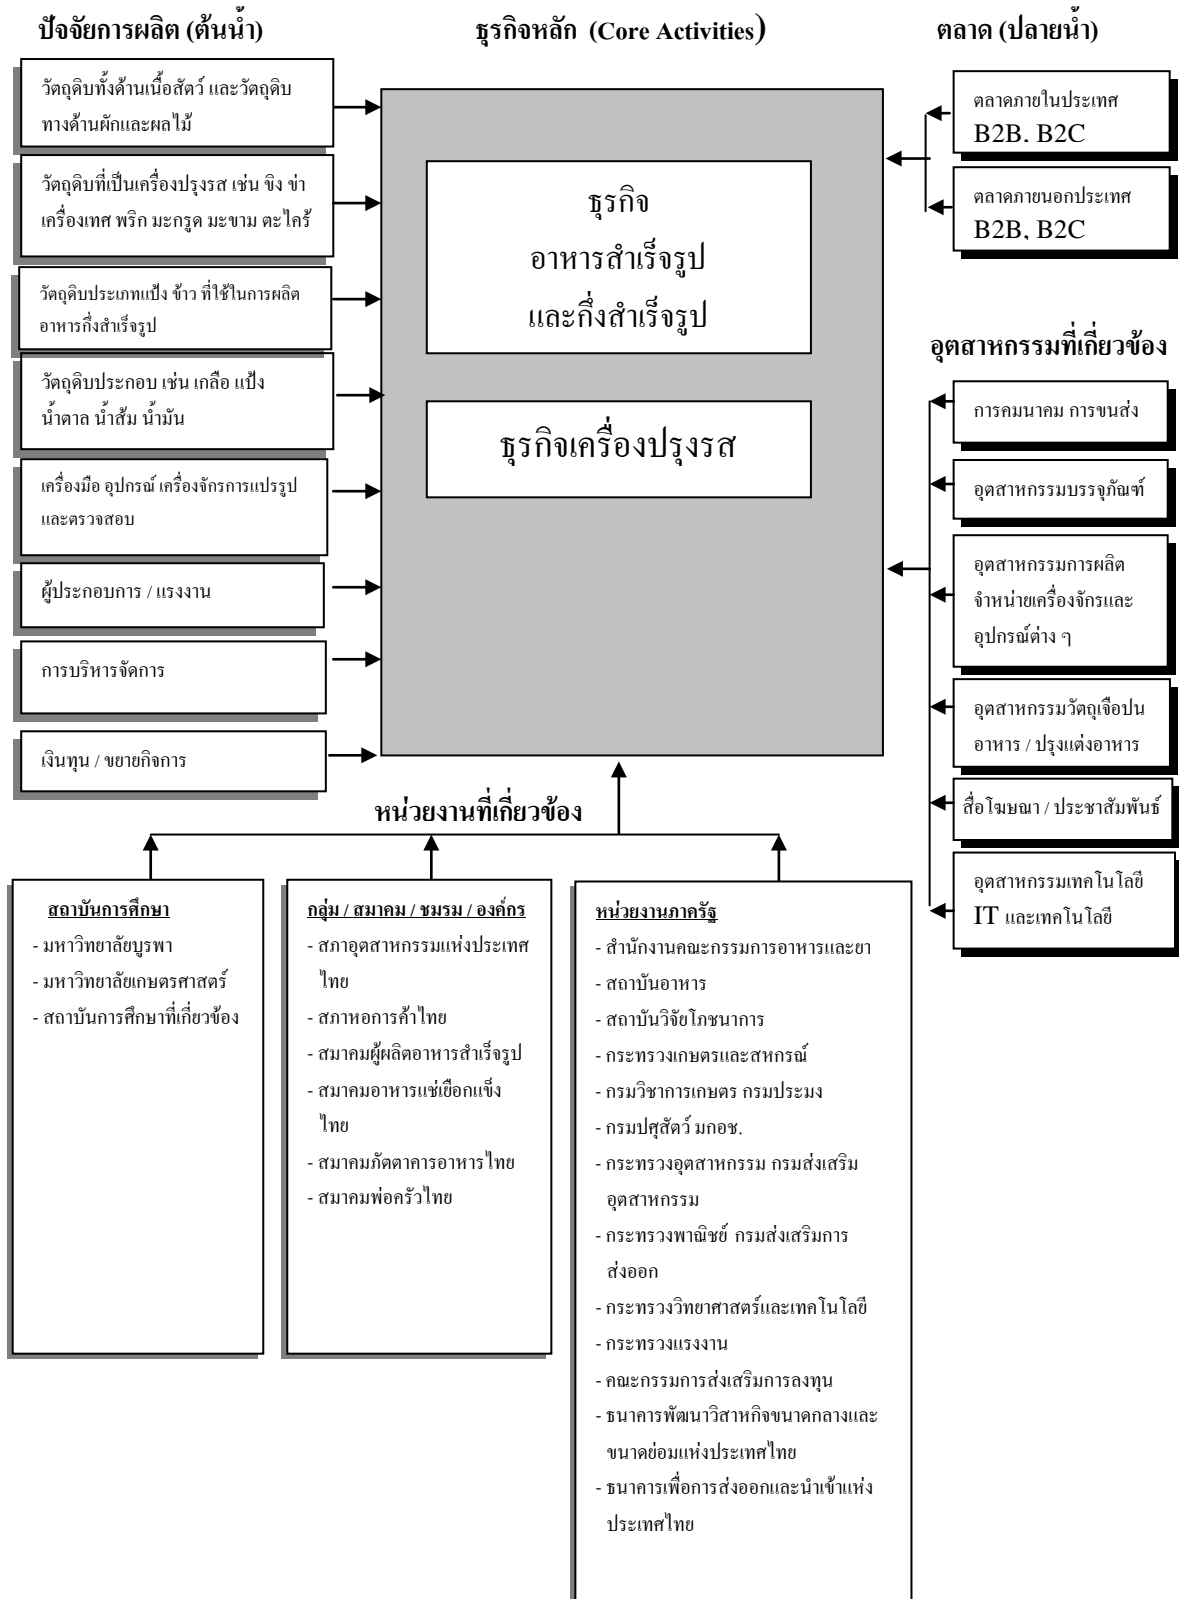 ปัจจัยการผลิต (ต้นน้ำ)
ธุรกิจหลัก (Core Activities)
ตลาด (ปลายน้ำ)
วัตถุดิบทั้งด้านเนื้อสัตว์ และวัตถุดิบ
ทางด้านผักและผลไม้
วัตถุดิบที่เป็นเครื่องปรุงรส เช่น ขิง ข่า
เครื่องเทศ พริก มะกรูด มะขาม ตะไคร้
วัตถุดิบประเภทแป้ง ข้าว ที่ใช้ในการผลิต
อาหารกึ่งสำเร็จรูป
วัตถุดิบประกอบ เช่น เกลือ แป้ง
น้ำตาล น้ำส้ม น้ำมัน
เครื่องมือ อุปกรณ์ เครื่องจักรการแปรรูป
และตรวจสอบ
ผู้ประกอบการ / แรงงาน
การบริหารจัดการ
เงินทุน / ขยายกิจการ
ธุรกิจ
อาหารสำเร็จรูป
และกึ่งสำเร็จรูป
ธุรกิจเครื่องปรุงรส
ตลาดภายในประเทศ
B2B, B2C
ตลาดภายนอกประเทศ
B2B, B2C
อุตสาหกรรมที่เกี่ยวข้อง
การคมนาคม การขนส่ง
อุตสาหกรรมบรรจุภัณฑ์
อุตสาหกรรมการผลิต
จำหน่ายเครื่องจักรและ
อุปกรณ์ต่าง ๆ
อุตสาหกรรมวัตถุเจือปน
อาหาร / ปรุงแต่งอาหาร
สื่อโฆษณา / ประชาสัมพันธ์
อุตสาหกรรมเทคโนโลยี
IT และเทคโนโลยี
หน่วยงานที่เกี่ยวข้อง
สถาบันการศึกษา
- มหาวิทยาลัยบูรพา
- มหาวิทยาลัยเกษตรศาสตร์
- สถาบันการศึกษาที่เกี่ยวข้อง
กลุ่ม / สมาคม / ชมรม / องค์กร
- สภาอุตสาหกรรมแห่งประเทศ
ไทย
- สภาหอการค้าไทย
- สมาคมผู้ผลิตอาหารสำเร็จรูป
- สมาคมอาหารแช่เยือกแข็ง
ไทย
- สมาคมภัตตาคารอาหารไทย
- สมาคมพ่อครัวไทย
หน่วยงานภาครัฐ
- สำนักงานคณะกรรมการอาหารและยา
- สถาบันอาหาร
- สถาบันวิจัยโภชนาการ
- กระทรวงเกษตรและสหกรณ์
- กรมวิชาการเกษตร กรมประมง
- กรมปศุสัตว์ มกอช.
- กระทรวงอุตสาหกรรม กรมส่งเสริม
อุตสาหกรรม
- กระทรวงพาณิชย์ กรมส่งเสริมการ
ส่งออก
- กระทรวงวิทยาศาสตร์และเทคโนโลยี
- กระทรวงแรงงาน
- คณะกรรมการส่งเสริมการลงทุน
- ธนาคารพัฒนาวิสาหกิจขนาดกลางและ
ขนาดย่อมแห่งประเทศไทย
- ธนาคารเพื่อการส่งออกและนำเข้าแห่ง
ประเทศไทย